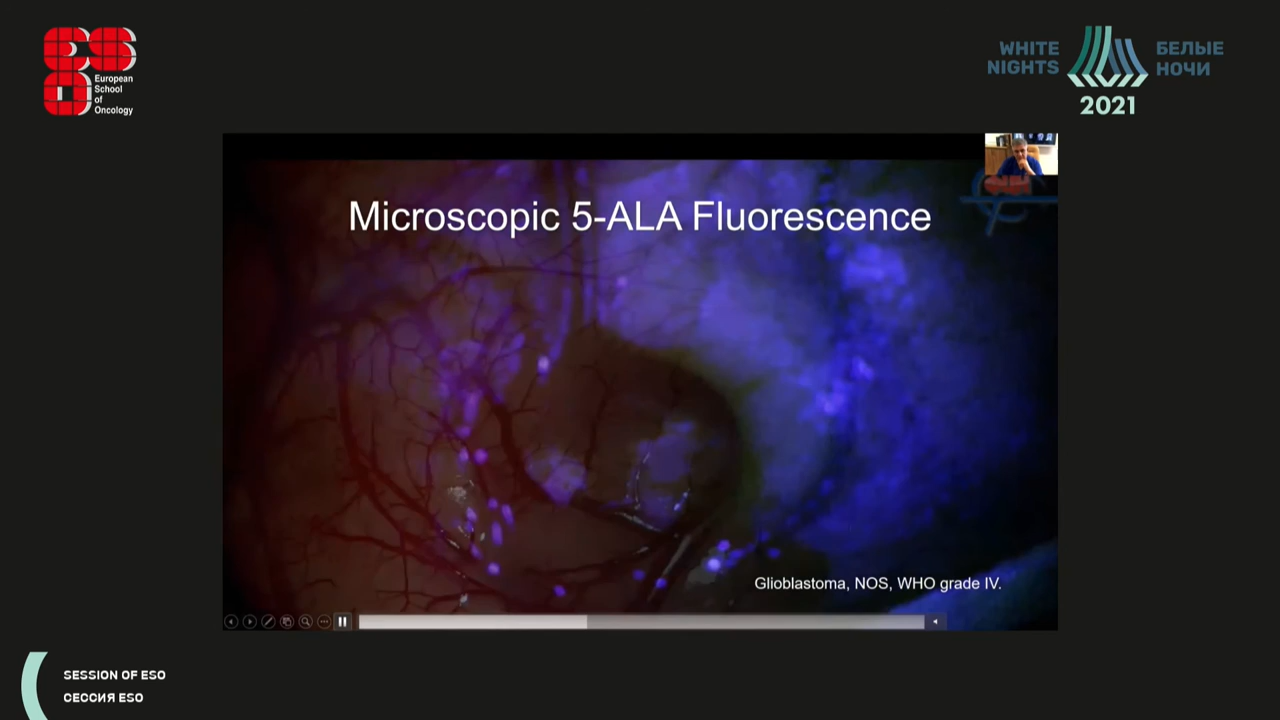 European
School
of
Oncology
WHITE
NIGHTS
БЕЛЫЕ
НОЧИ
2021
Microscopic 5-ALA Fluorescence
Glioblastoma, NOS, WHO grade IV.
SESSION OF ESO
СЕССИЯ ESO